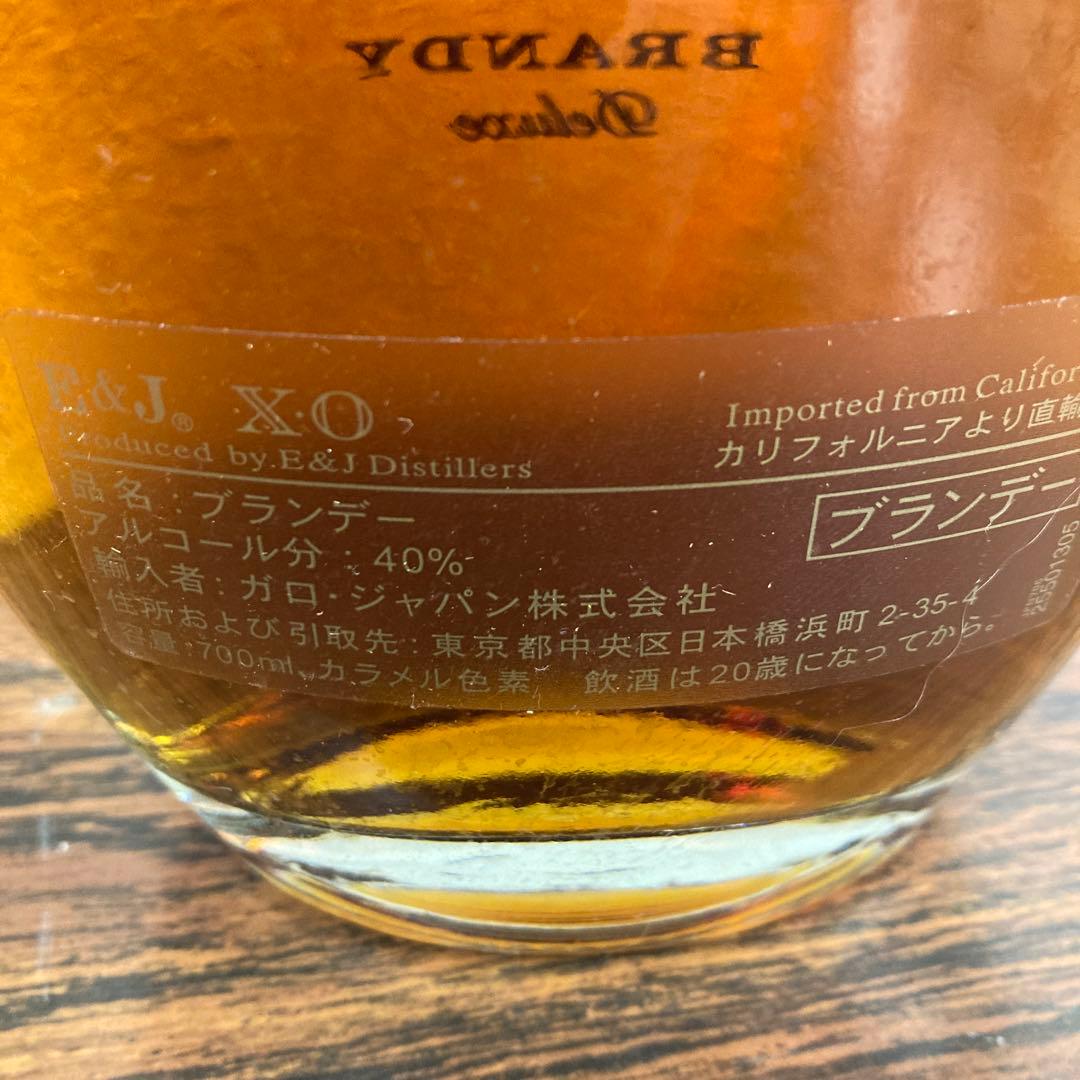 BRANDY
Deluxe
E&J® X.O
Produced by E&J Distillers
Imported from Califor
カリフォルニアより直輸
品名:ブランデー
ブランデー
アルコール分:40%
輸入者:ガロ・ジャパン株式会社
住所および引取先:東京都中央区日本橋浜町2-35-4
容量:700ml、カラメル色素 飲酒は20歳になってから。
25501305